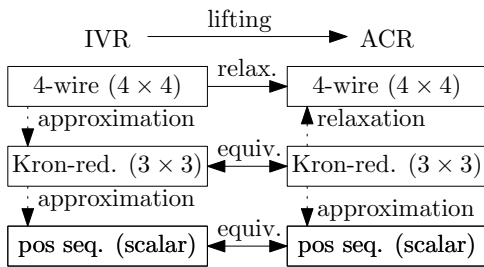 lifting
IVR ACR
4-wire (4 × 4) relax. 4-wire (4 × 4)
approximation relaxation
Kron-red. (3 × 3) equiv. Kron-red. (3 × 3)
approximation approximation
pos seq. (scalar) equiv. pos seq. (scalar)